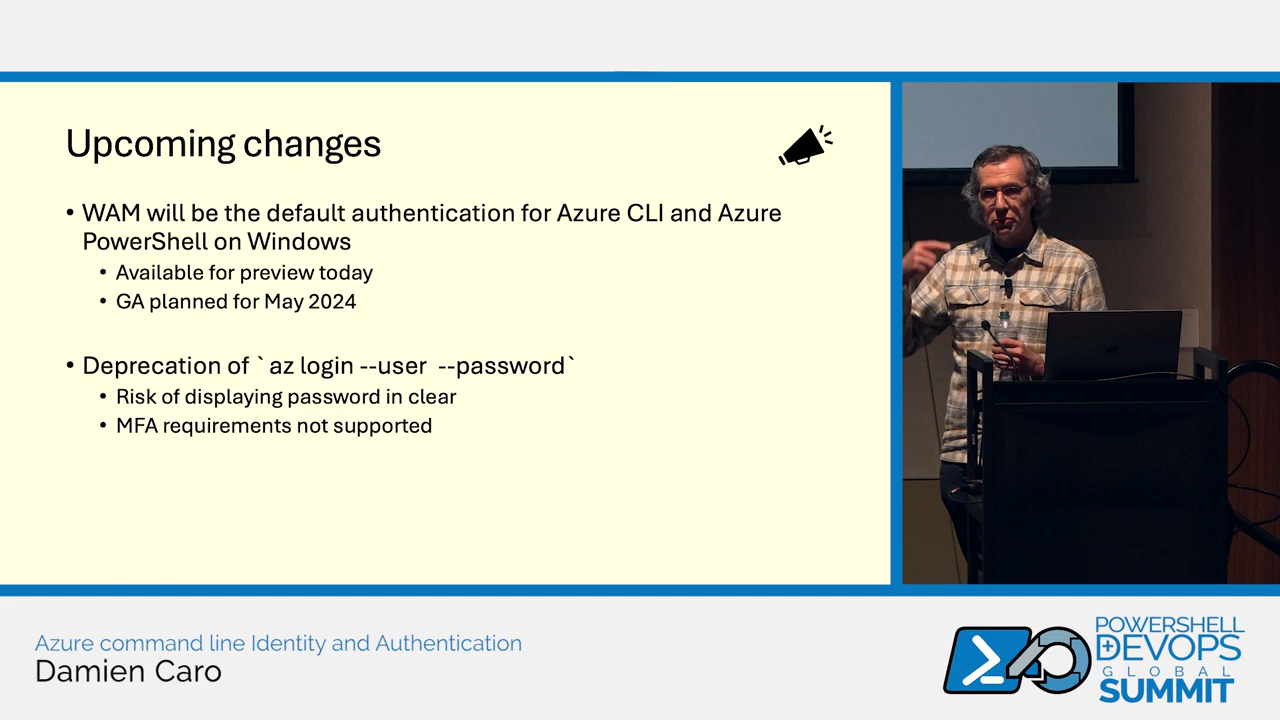 Upcoming changes
• WAM will be the default authentication for Azure CLI and Azure
PowerShell on Windows
• Available for preview today
• GA planned for May 2024
• Deprecation of `az login --user  --password`
• Risk of displaying password in clear
• MFA requirements not supported
Azure command line Identity and Authentication
Damien Caro
POWERSHELL
DEVOPS
GLOBAL
SUMMIT